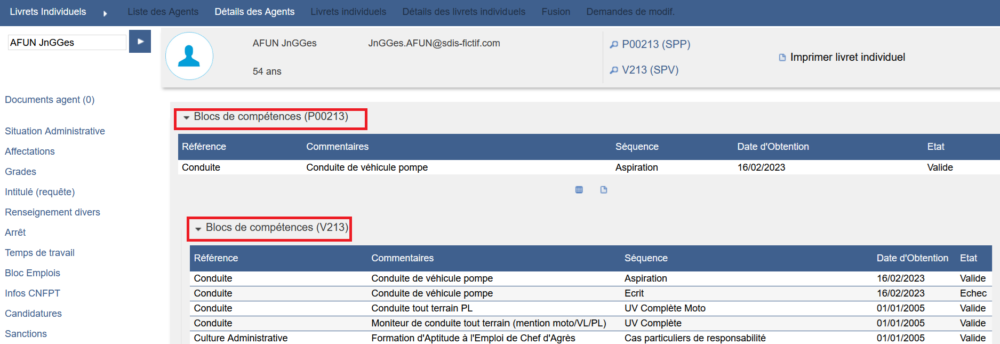 Livrets Individuels Liste des Agents Détails des Agents Livrets individuels Détails des livrets individuels Fusion Demandes de modif.
AFUN JnGGes
AFUN JnGGes JnGGes.AFUN@sdis-fictif.com
54 ans
P00213 (SPP)
V213 (SPV)
Imprimer livret individuel
Documents agent (0)
Situation Administrative
Affectations
Grades
Intitulé (requête)
Renseignement divers
Arrêt
Temps de travail
Bloc Emplois
Infos CNFPT
Candidatures
Sanctions
Blocs de compétences (P00213)
Référence Commentaires Séquence Date d'Obtention Etat
Conduite Conduite de véhicule pompe Aspiration 16/02/2023 Valide
Blocs de compétences (V213)
Référence Commentaires Séquence Date d'Obtention Etat
Conduite Conduite de véhicule pompe Aspiration 16/02/2023 Valide
Conduite Conduite de véhicule pompe Ecrit 16/02/2023 Echec
Conduite Conduite tout terrain PL UV Complète Moto 01/01/2005 Valide
Conduite Moniteur de conduite tout terrain (mention moto/VL/PL) UV Complète 01/01/2005 Valide
Culture Administrative Formation d'Aptitude à l'Emploi de Chef d'Agrès Cas particuliers de responsabilité 01/01/2005 Valide